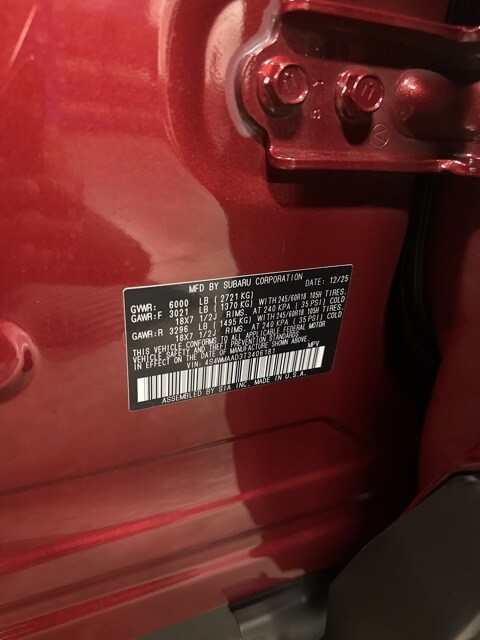 MFD BY SUBARU CORPORATION DATE: 12/25
GVWR: 6000 LB (2721 KG)
GAWR:F 3021 LB (1370 KG) WITH 245/60R18 105H TIRES.
18X7 1/2J RIMS. AT 240 KPA ( 35 PSI) COLD
GAWR:R 3296 LB (1495 KG) WITH 245/60R18 105H TIRES.
18X7 1/2J RIMS. AT 240 KPA ( 35 PSI) COLD
THIS VEHICLE CONFORMS TO ALL APPLICABLE FEDERAL MOTOR
VEHICLE SAFETY AND THEFT PREVENTION STANDARDS
IN EFFECT ON THE DATE OF MANUFACTURE SHOWN ABOVE.
VIN: 4S4WMAAD3T3406181 MPV
ASSEMBLED BY SIA INC. MADE IN U.S.A.